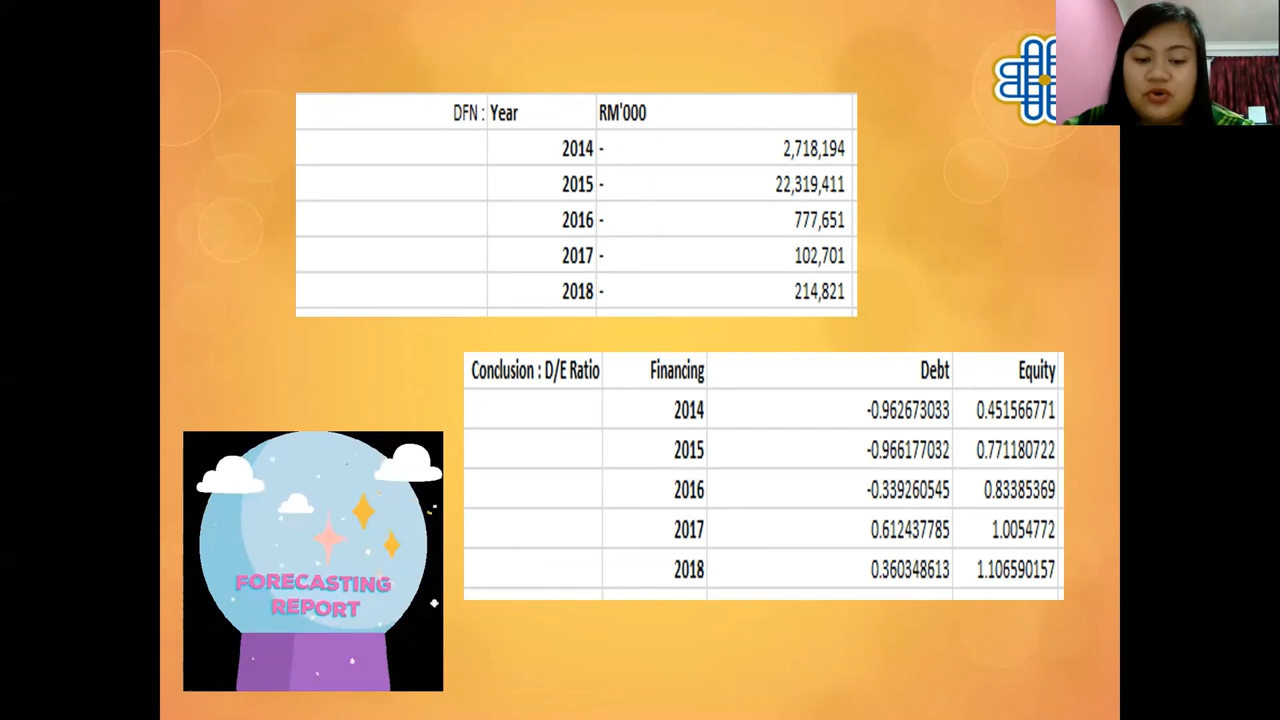 DFN : Year RM'000
2014 - 2,718,194
2015 - 22,319,411
2016 - 777,651
2017 - 102,701
2018 - 214,821
Conclusion : D/E Ratio Financing Debt Equity
2014 -0.962673033 0.451566771
2015 -0.966177032 0.771180722
2016 -0.339260545 0.83385369
2017 0.612437785 1.0054772
2018 0.360348613 1.106590157
FORECASTING
REPORT